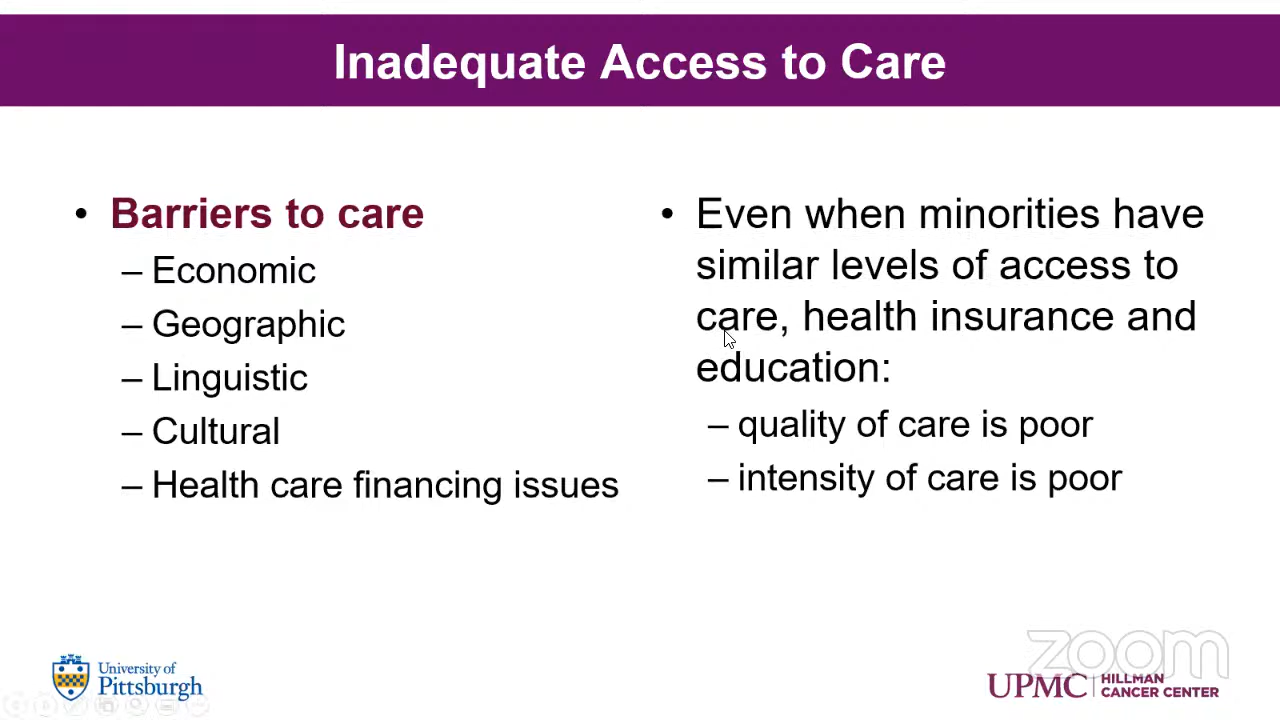 Inadequate Access to Care
• Barriers to care
– Economic
– Geographic
– Linguistic
– Cultural
– Health care financing issues
• Even when minorities have
similar levels of access to
care, health insurance and
education:
– quality of care is poor
– intensity of care is poor
University of
Pittsburgh
zoom
UPMC HILLMAN
CANCER CENTER